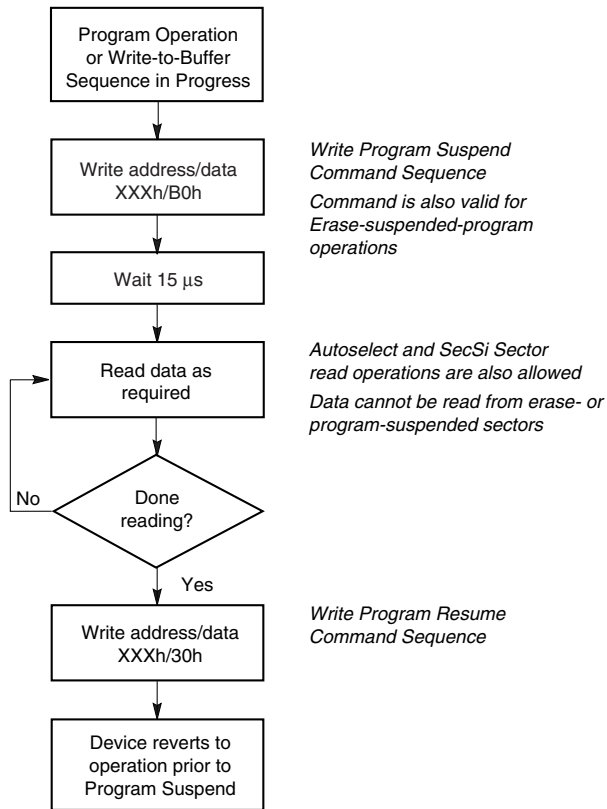 Program Operation
or Write-to-Buffer
Sequence in Progress
Write address/data
XXXh/B0h
Write Program Suspend
Command Sequence
Command is also valid for
Erase-suspended-program
operations
Wait 15 μs
Read data as
required
Autoselect and SecSi Sector
read operations are also allowed
Data cannot be read from erase- or
program-suspended sectors
No
Done
reading?
Yes
Write address/data
XXXh/30h
Write Program Resume
Command Sequence
Device reverts to
operation prior to
Program Suspend